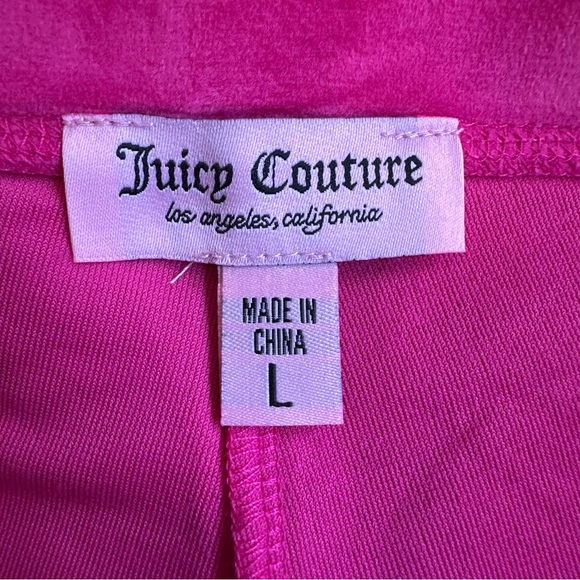 Juicy Couture
los angeles, california
MADE IN
CHINA
L